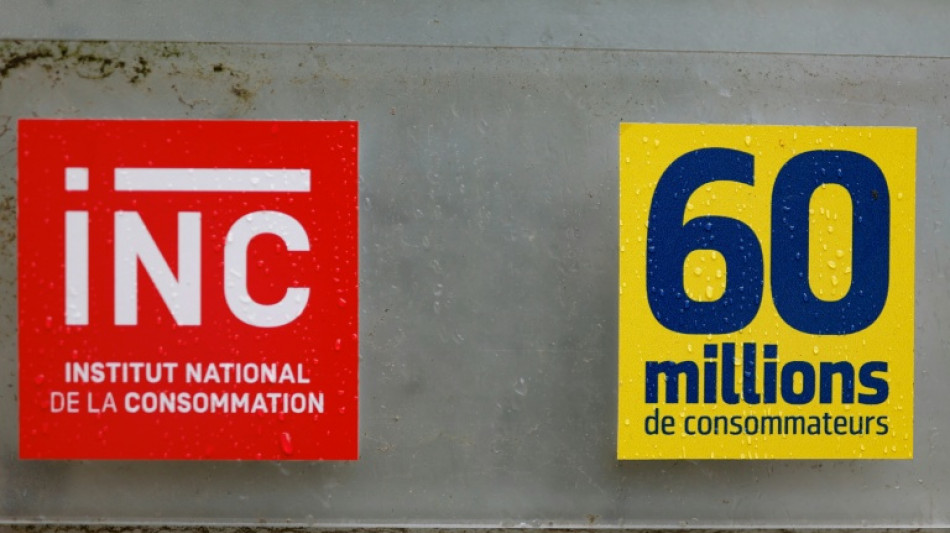 iNC
INSTITUT NATIONAL
DE LA CONSOMMATION
60
millions
de consommateurs